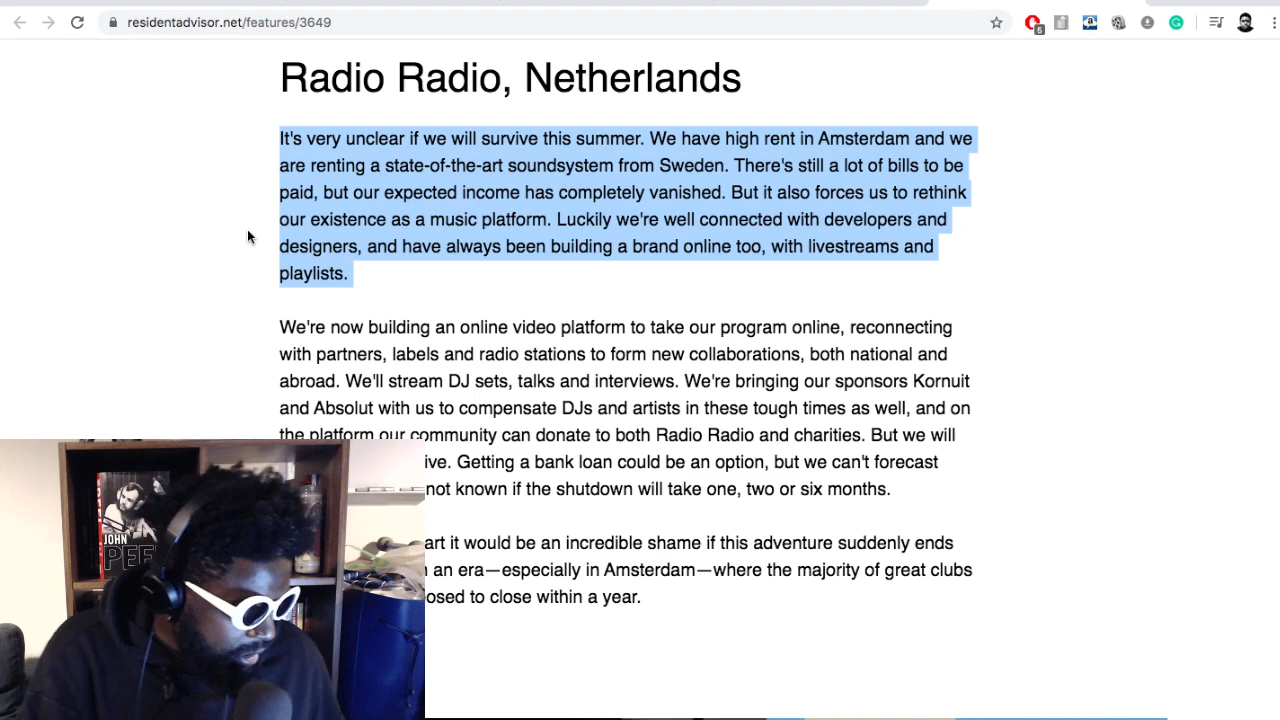 residentadvisor.net/features/3649
5
Radio Radio, Netherlands
It's very unclear if we will survive this summer. We have high rent in Amsterdam and we
are renting a state-of-the-art soundsystem from Sweden. There's still a lot of bills to be
paid, but our expected income has completely vanished. But it also forces us to rethink
our existence as a music platform. Luckily we're well connected with developers and
designers, and have always been building a brand online too, with livestreams and
playlists.
We're now building an online video platform to take our program online, reconnecting
with partners, labels and radio stations to form new collaborations, both national and
abroad. We'll stream DJ sets, talks and interviews. We're bringing our sponsors Kornuit
and Absolut with us to compensate DJs and artists in these tough times as well, and on
the platform our community can donate to both Radio Radio and charities. But we will
ive. Getting a bank loan could be an option, but we can't forecast
not known if the shutdown will take one, two or six months.
art it would be an incredible shame if this adventure suddenly ends
an era—especially in Amsterdam—where the majority of great clubs
osed to close within a year.
JOHN
PEE